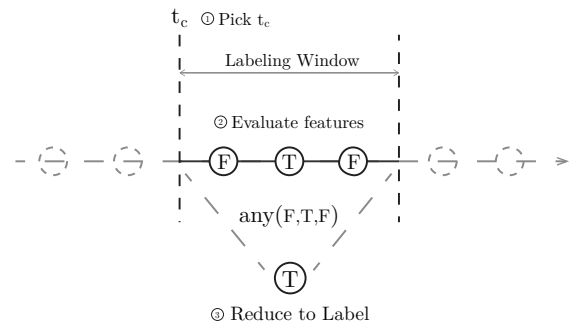 t_c ① Pick t_c
Labeling Window
② Evaluate features
F T F
any(F,T,F)
T
③ Reduce to Label